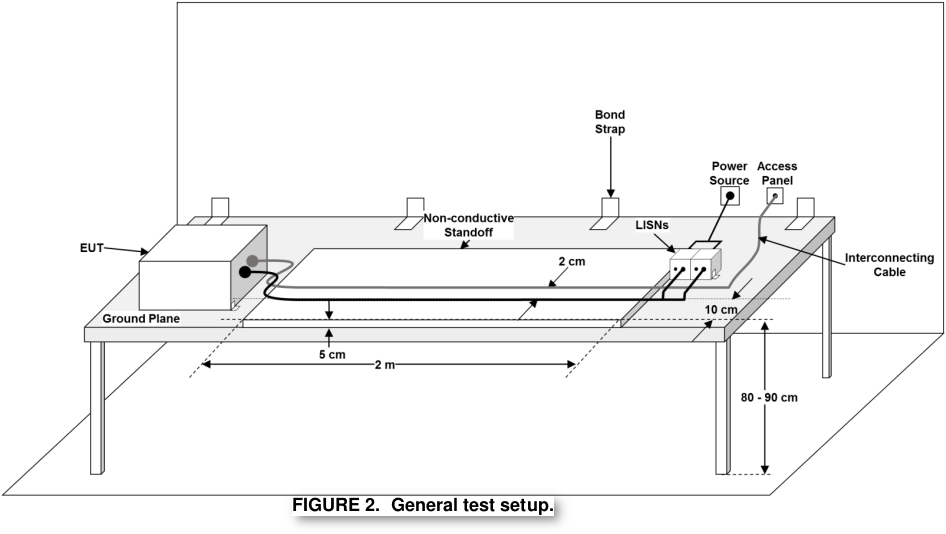 Bond
Strap
Power
Source
Access
Panel
Non-conductive
Standoff
LISNs
EUT
2 cm
Interconnecting
Cable
10 cm
Ground Plane
5 cm
2 m
80 - 90 cm
FIGURE 2. General test setup.